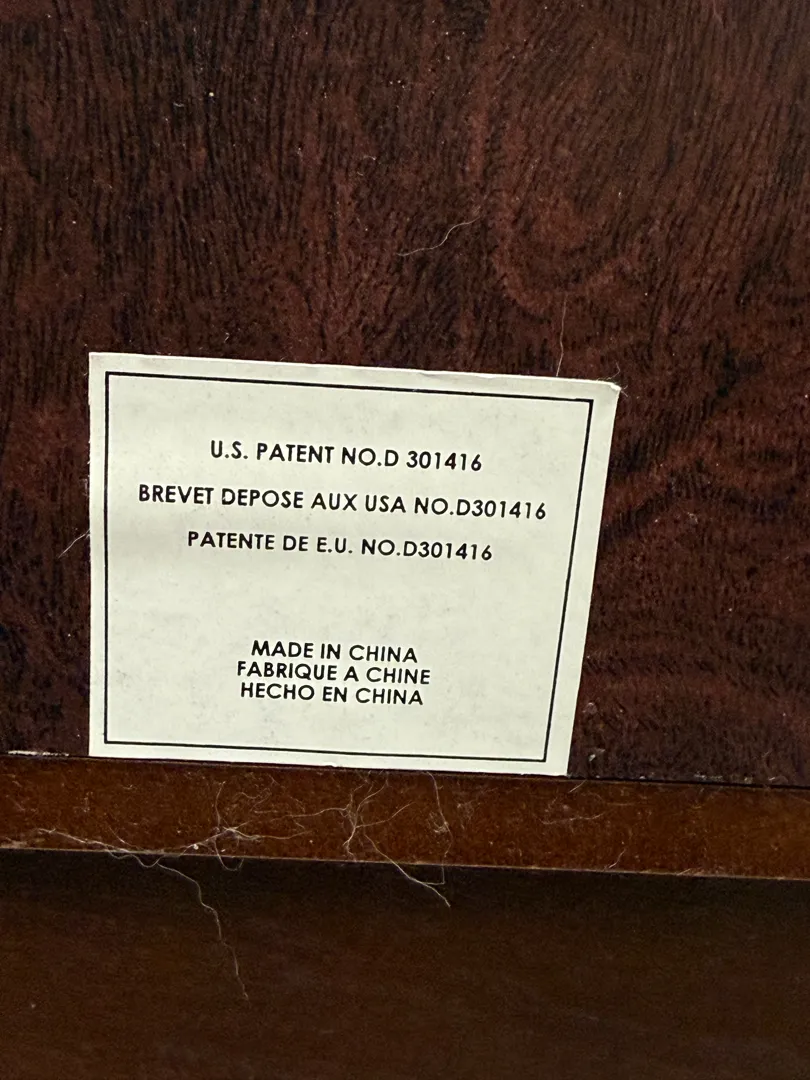 U.S. PATENT NO.D 301416
BREVET DEPOSE AUX USA NO.D301416
PATENTE DE E.U. NO.D301416
MADE IN CHINA
FABRIQUE A CHINE
HECHO EN CHINA